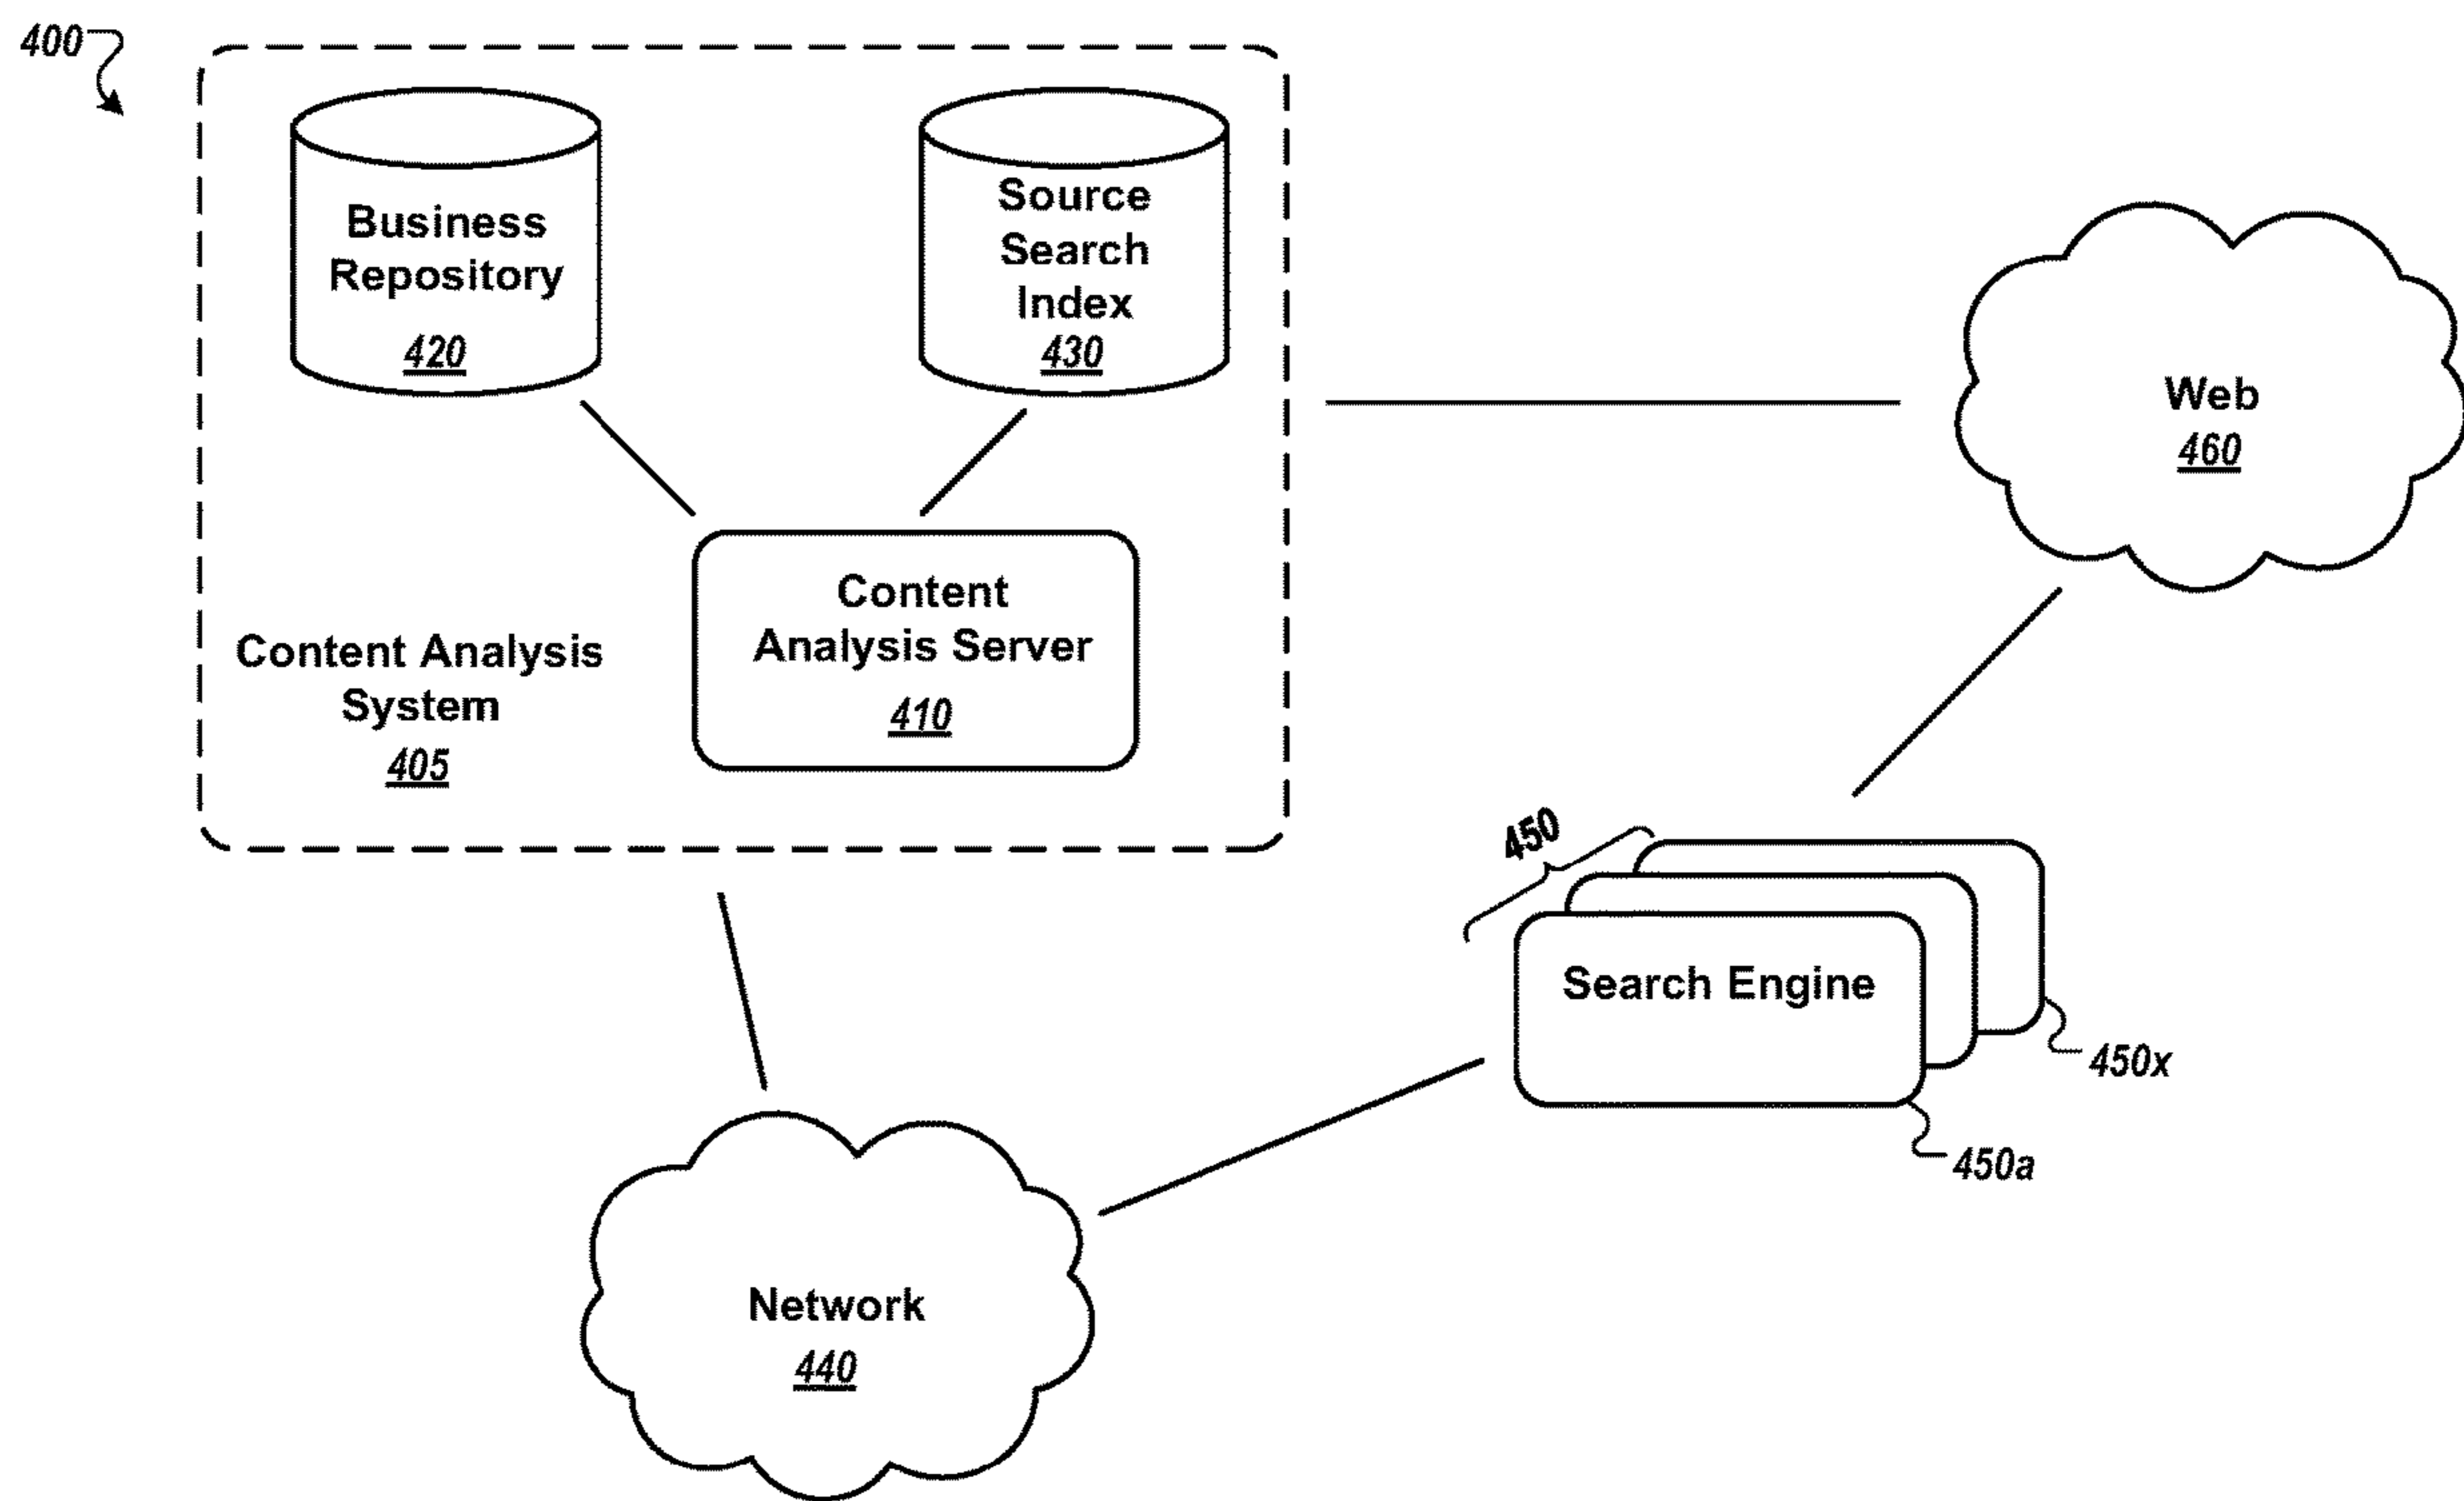 400
Business
Repository
420
Source
Search
Index
430
Content Analysis
System
405
Content
Analysis Server
410
Web
460
450
Search Engine
450x
450a
Network
440